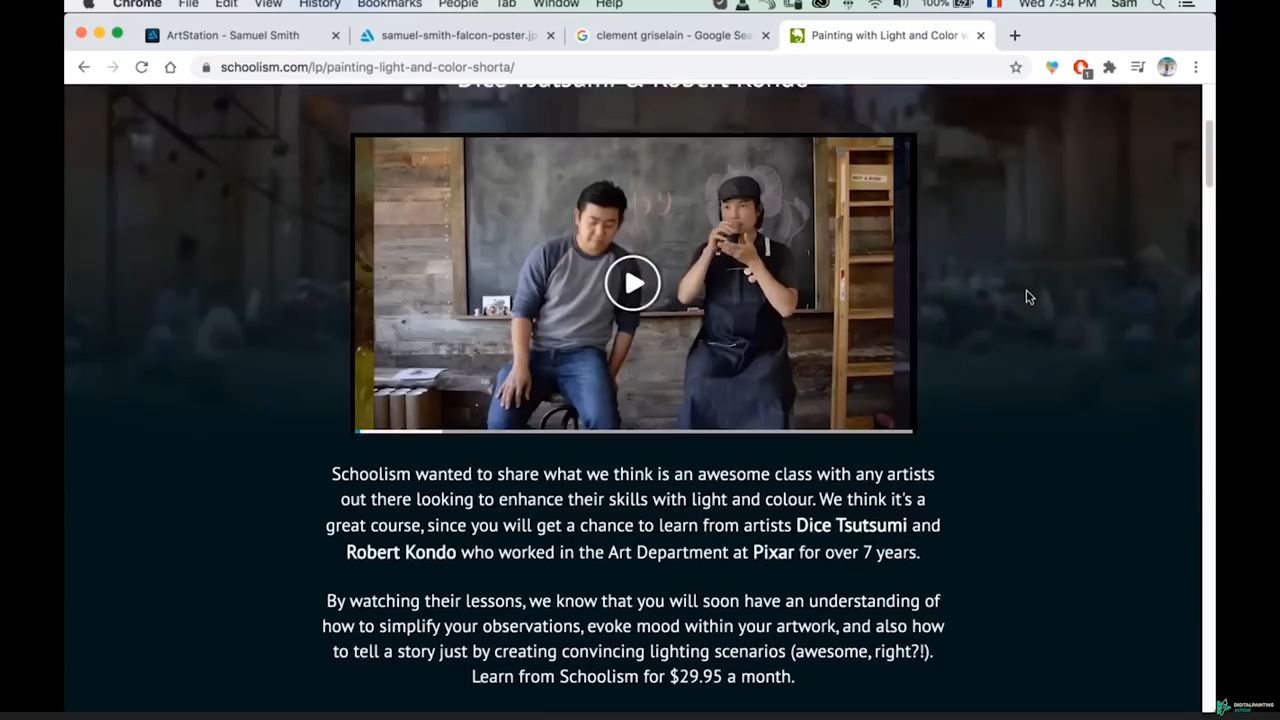 Chrome File Edit View History Bookmarks People Tab Window Help 100% Wed 7:34 PM Sam
ArtStation - Samuel Smith samuel-smith-falcon-poster.jp clement griselain - Google Sea Painting with Light and Color w
schoolism.com/lp/painting-light-and-color-shorta/ 1
Dice Tsutsumi & Robert Kondo
Schoolism wanted to share what we think is an awesome class with any artists
out there looking to enhance their skills with light and colour. We think it's a
great course, since you will get a chance to learn from artists Dice Tsutsumi and
Robert Kondo who worked in the Art Department at Pixar for over 7 years.
By watching their lessons, we know that you will soon have an understanding of
how to simplify your observations, evoke mood within your artwork, and also how
to tell a story just by creating convincing lighting scenarios (awesome, right?!).
Learn from Schoolism for $29.95 a month.
DIGITALPAINTING
.school